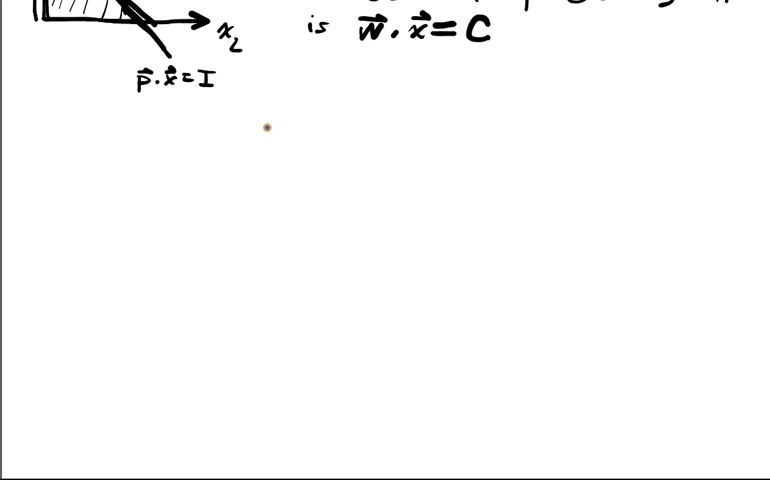 x₂
is w⃗ · x⃗ = C
p⃗ · x⃗ = I